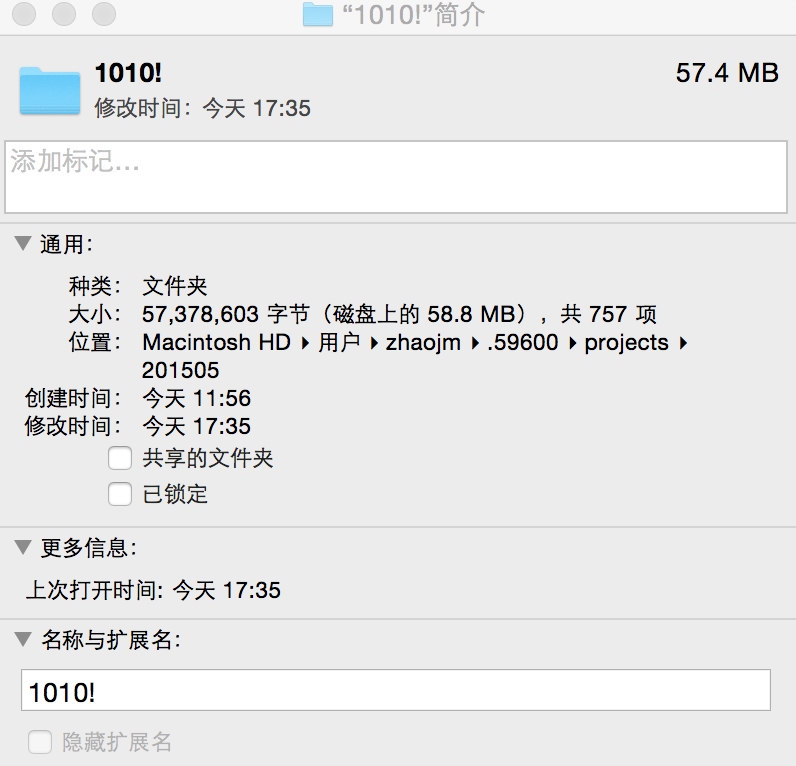 “1010!”简介
1010!
57.4 MB
修改时间：今天 17:35
添加标记…
通用:
种类： 文件夹
大小： 57,378,603 字节（磁盘上的 58.8 MB），共 757 项
位置： Macintosh HD ▸ 用户 ▸ zhaojm ▸ .59600 ▸ projects ▸
201505
创建时间： 今天 11:56
修改时间： 今天 17:35
共享的文件夹
已锁定
更多信息:
上次打开时间: 今天 17:35
名称与扩展名:
1010!
隐藏扩展名